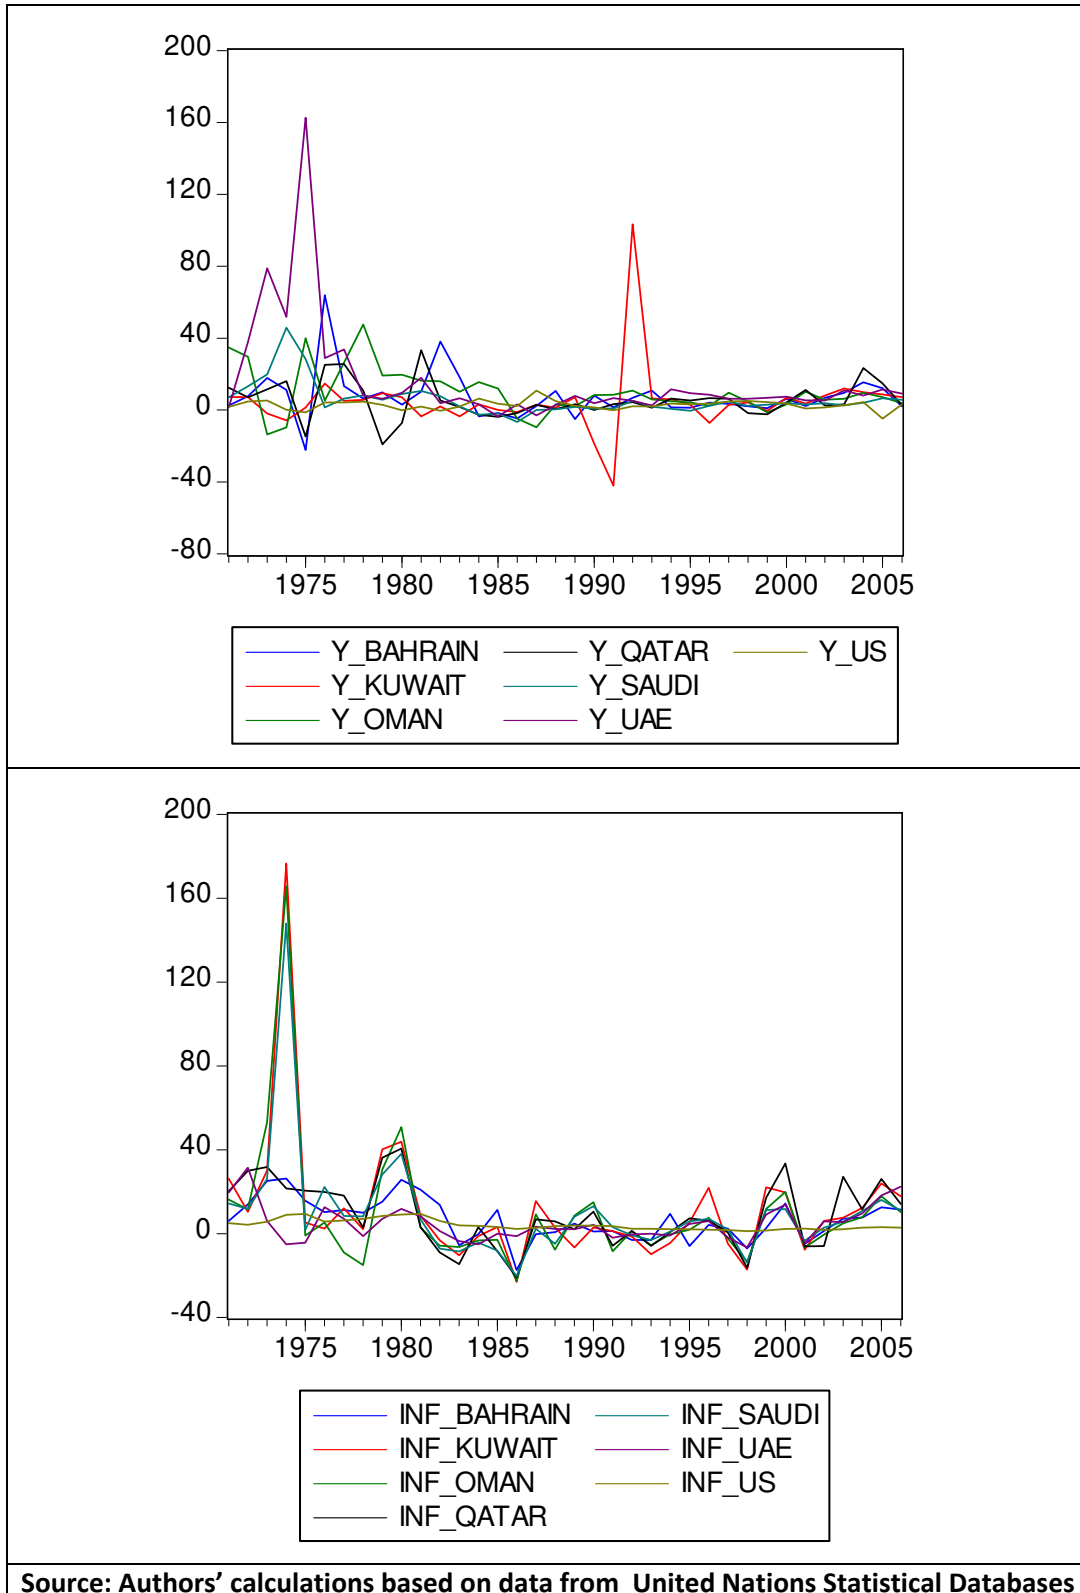 200
160
120
80
40
0
-40
-80
1975 1980 1985 1990 1995 2000 2005
Y_BAHRAIN Y_QATAR Y_US
Y_KUWAIT Y_SAUDI
Y_OMAN Y_UAE
200
160
120
80
40
0
-40
1975 1980 1985 1990 1995 2000 2005
INF_BAHRAIN INF_SAUDI
INF_KUWAIT INF_UAE
INF_OMAN INF_US
INF_QATAR
Source: Authors’ calculations based on data from United Nations Statistical Databases